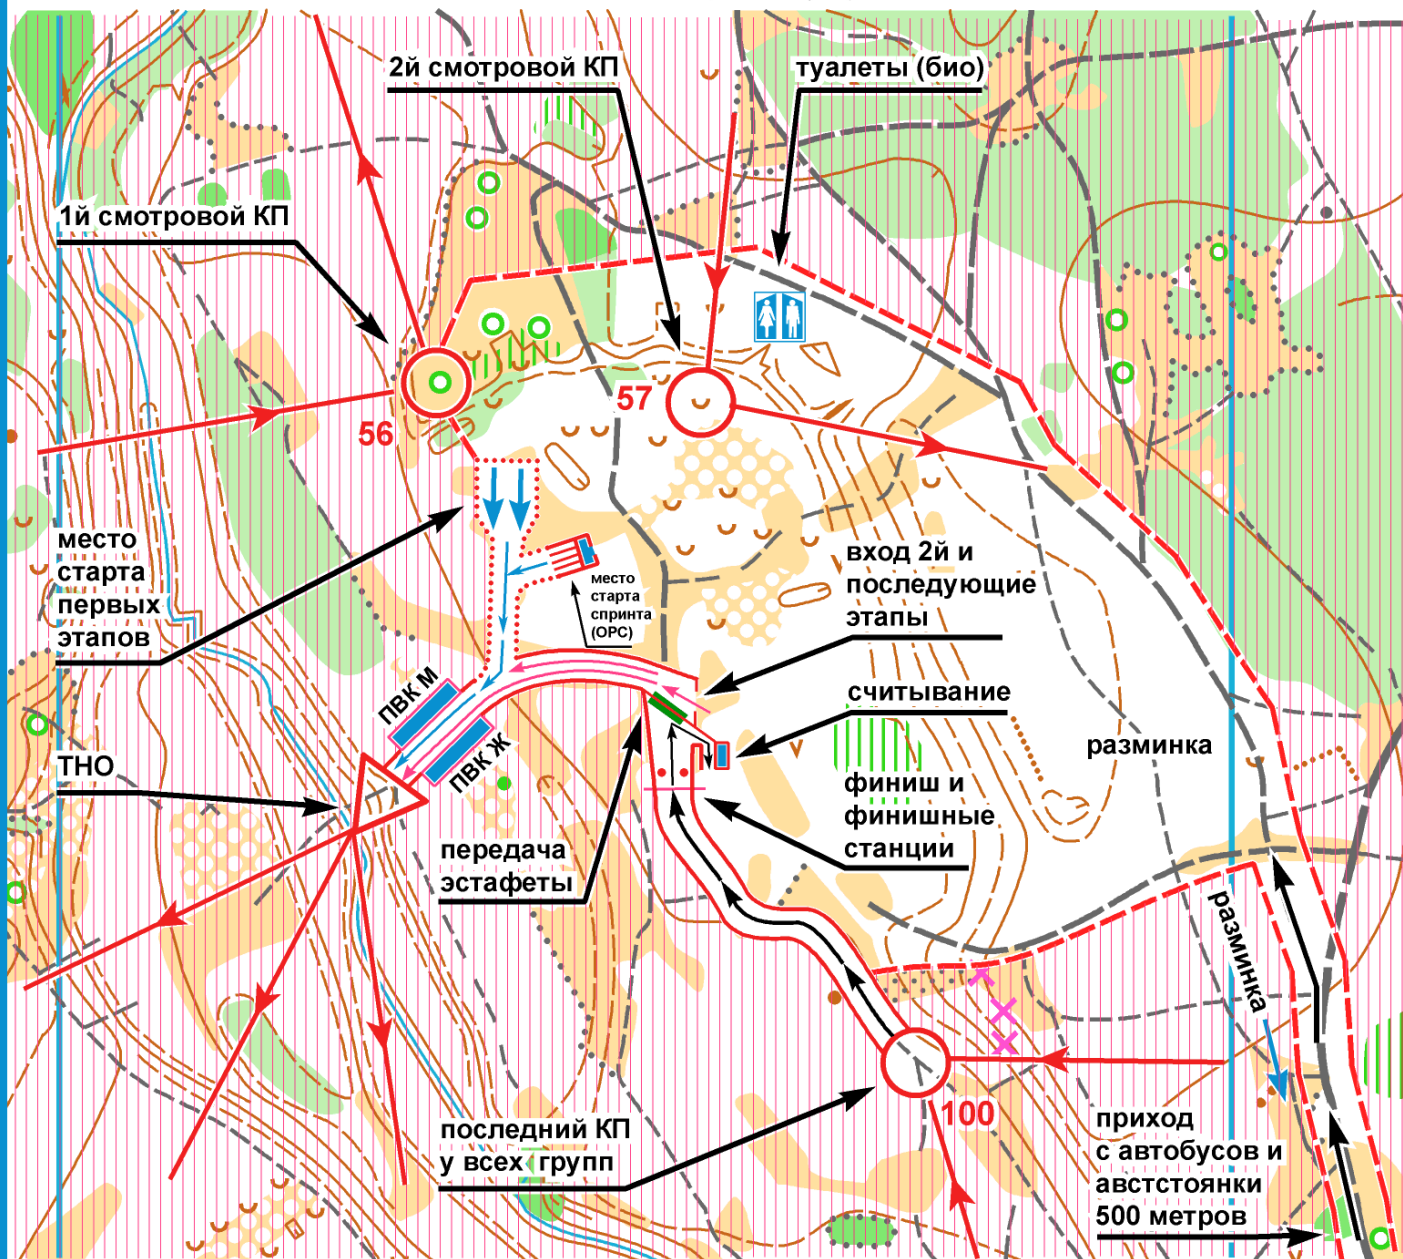 2й смотровой КП
туалеты (био)
1й смотровой КП
57
56
место
старта
первых
этапов
место
старта
спринта
(ОРС)
вход 2й и
последующие
этапы
считывание
ПВК М
ПВК Ж
ТНО
разминка
финиш и
финишные
станции
передача
эстафеты
разминка
100
последний КП
у всех групп
приход
с автобусов и
автстоянки
500 метров